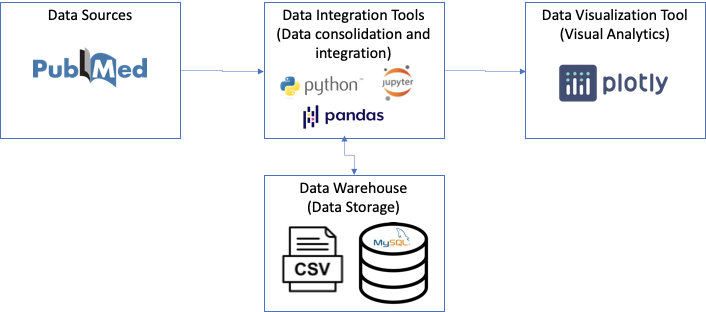 Data Sources
PubMed
Data Integration Tools
(Data consolidation and
integration)
python™
jupyter
pandas
Data Visualization Tool
(Visual Analytics)
plotly
Data Warehouse
(Data Storage)
CSV
MySQL